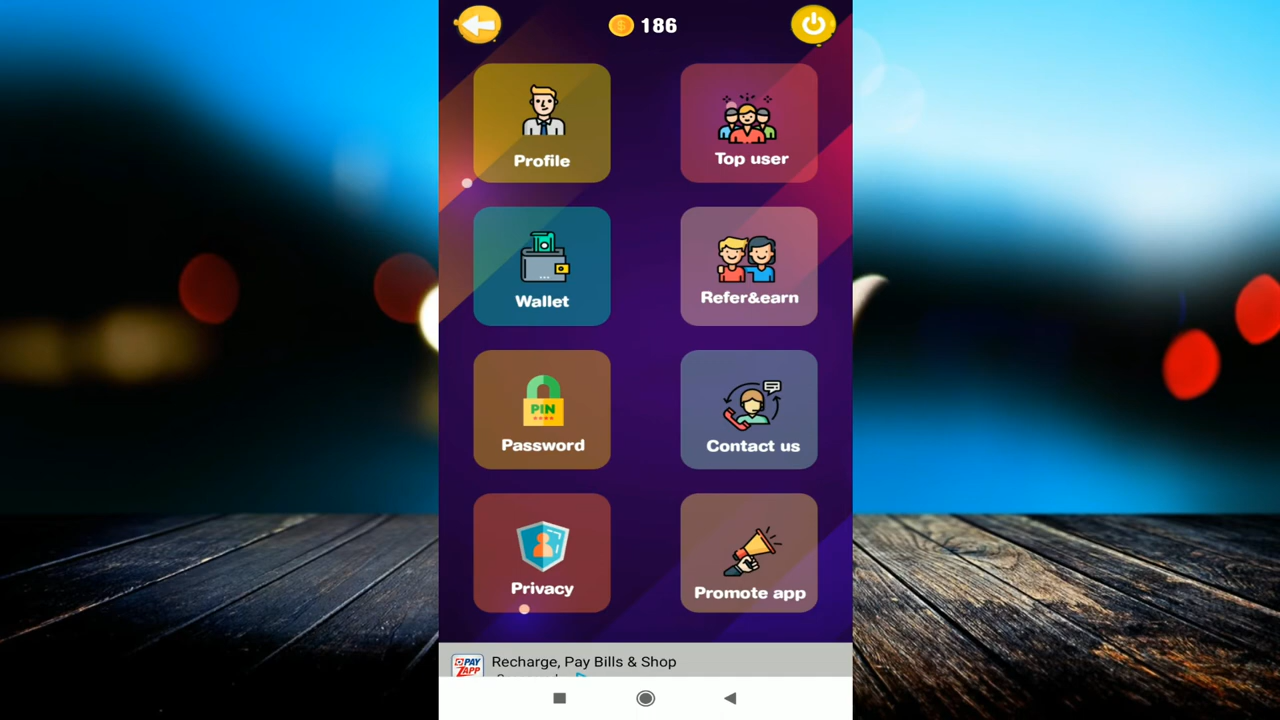 186
Profile
Top user
Wallet
Refer&earn
PIN
Password
Contact us
Privacy
Promote app
PAY
ZAPP
Recharge, Pay Bills & Shop